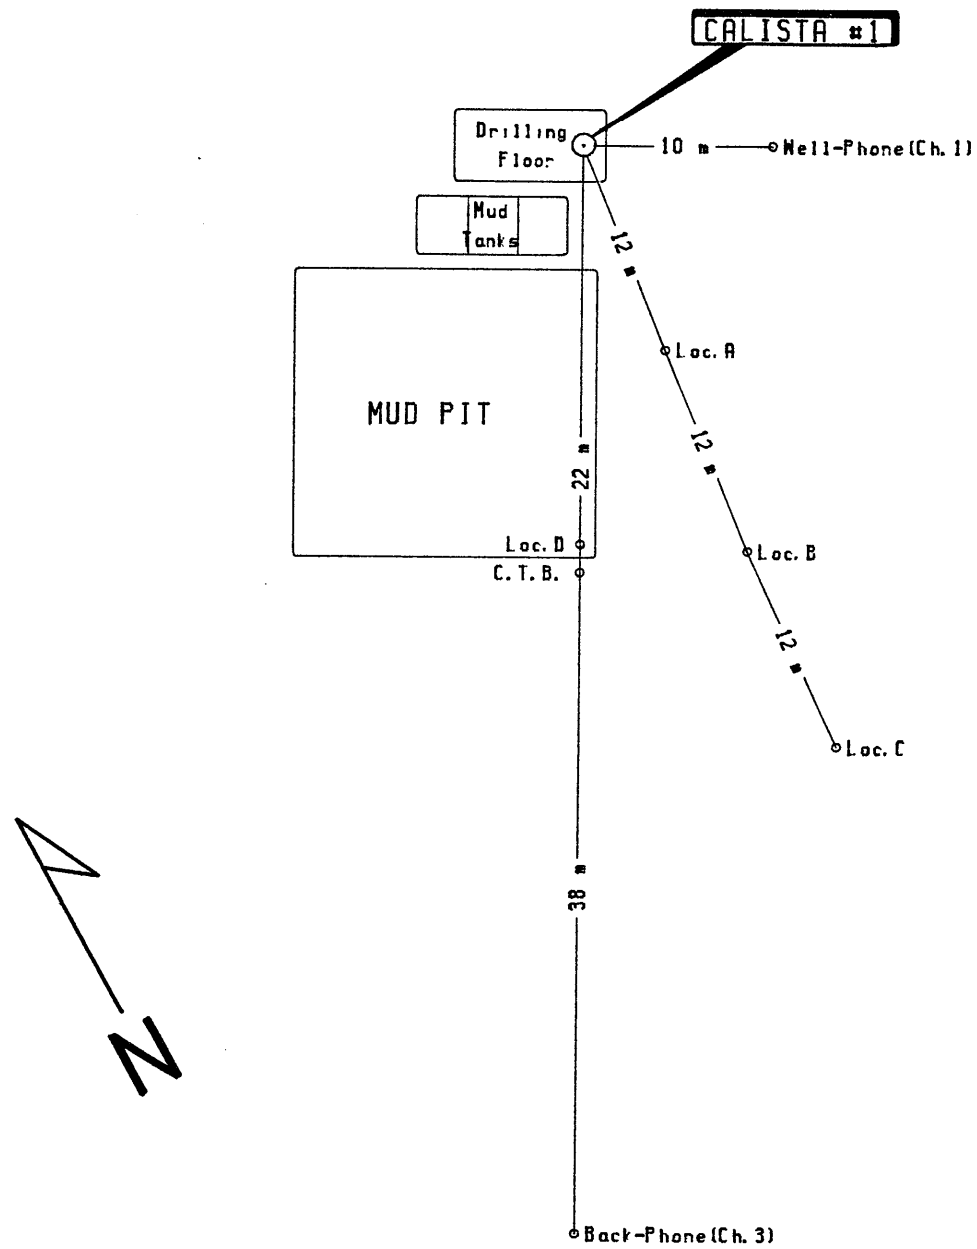 CALISTA #1
Drilling
Floor
10 m
Well-Phone(Ch. 1)
Mud
Tanks
12 m
Loc. A
MUD PIT
12 m
22 m
Loc. D
Loc. B
C. T. B.
12 m
Loc. C
38 m
N
Back-Phone(Ch. 3)